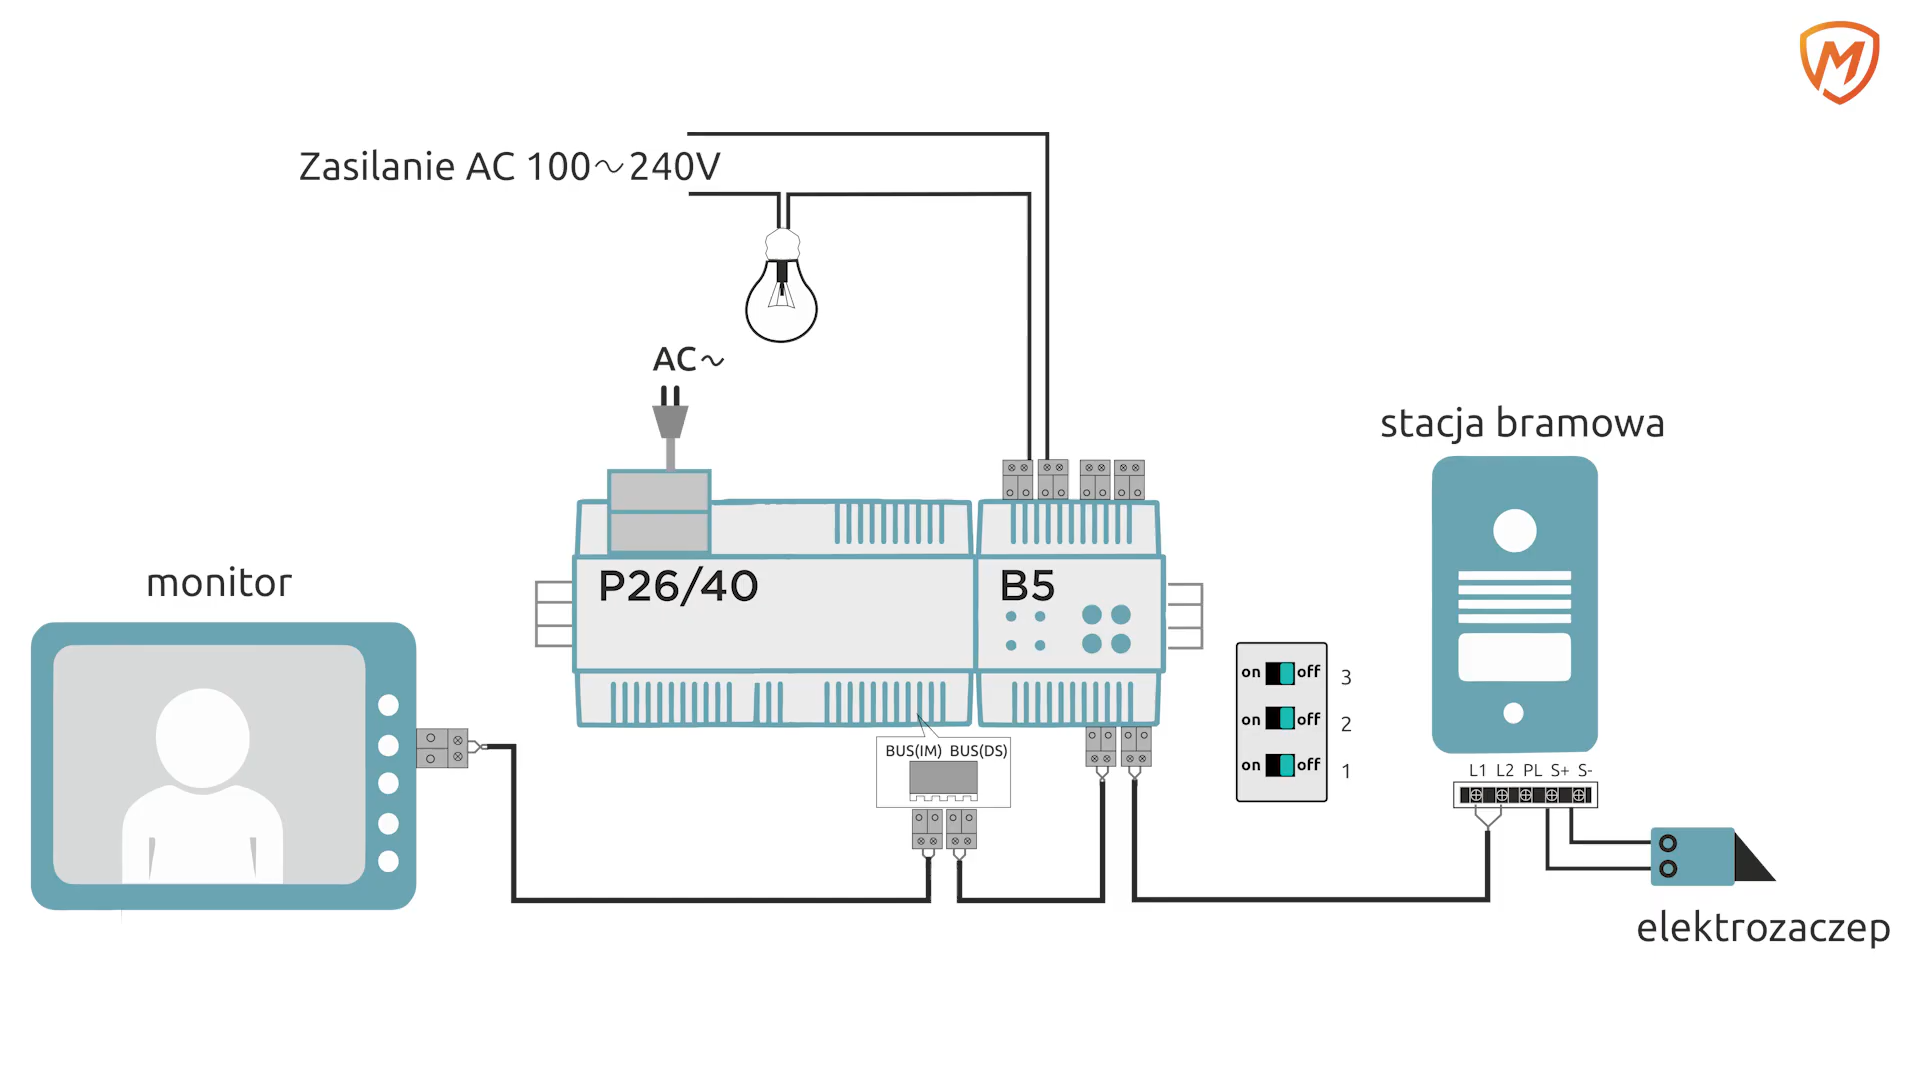 M
Zasilanie AC 100~240V
AC~
stacja bramowa
monitor
P26/40
B5
on off 3
on off 2
on off 1
BUS(IM) BUS(DS)
L1 L2 PL S+ S-
elektrozaczep